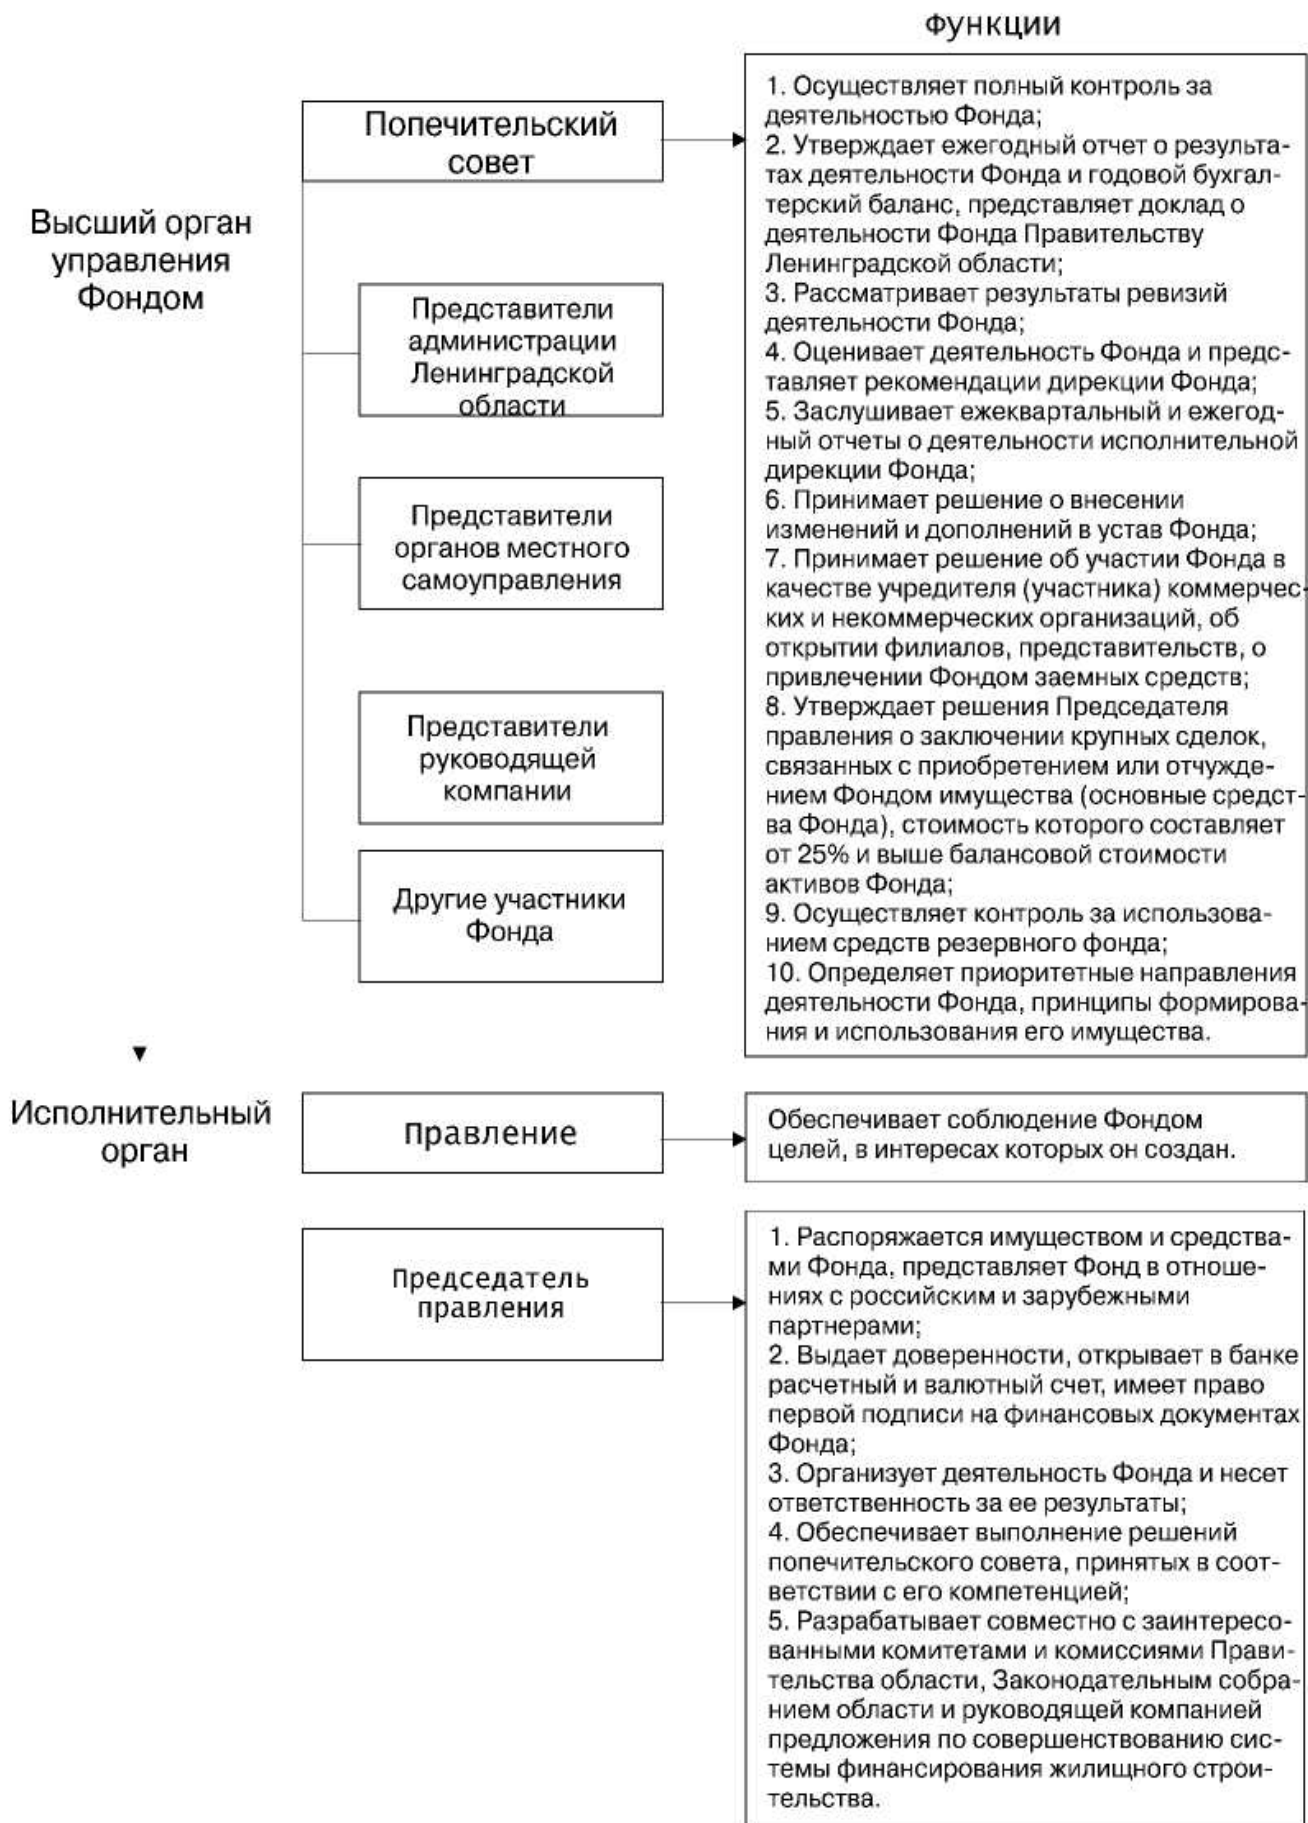 Функции
Попечительский
совет
1. Осуществляет полный контроль за
деятельностью Фонда;
2. Утверждает ежегодный отчет о результа-
тах деятельности Фонда и годовой бухгал-
терский баланс, представляет доклад о
деятельности Фонда Правительству
Ленинградской области;
3. Рассматривает результаты ревизий
деятельности Фонда;
4. Оценивает деятельность Фонда и предс-
тавляет рекомендации дирекции Фонда;
5. Заслушивает ежеквартальный и ежегод-
ный отчеты о деятельности исполнительной
дирекции Фонда;
6. Принимает решение о внесении
изменений и дополнений в устав Фонда;
7. Принимает решение об участии Фонда в
качестве учредителя (участника) коммерчес-
ких и некоммерческих организаций, об
открытии филиалов, представительств, о
привлечении Фондом заемных средств;
8. Утверждает решения Председателя
правления о заключении крупных сделок,
связанных с приобретением или отчужде-
нием Фондом имущества (основные средст-
ва Фонда), стоимость которого составляет
от 25% и выше балансовой стоимости
активов Фонда;
9. Осуществляет контроль за использова-
нием средств резервного фонда;
10. Определяет приоритетные направления
деятельности Фонда, принципы формирова-
ния и использования его имущества.
Высший орган
управления
Фондом
Представители
администрации
Ленинградской
области
Представители
органов местного
самоуправления
Представители
руководящей
компании
Другие участники
Фонда
Исполнительный
орган
Правление
Обеспечивает соблюдение Фондом
целей, в интересах которых он создан.
Председатель
правления
1. Распоряжается имуществом и средства-
ми Фонда, представляет Фонд в отноше-
ниях с российским и зарубежными
партнерами;
2. Выдает доверенности, открывает в банке
расчетный и валютный счет, имеет право
первой подписи на финансовых документах
Фонда;
3. Организует деятельность Фонда и несет
ответственность за ее результаты;
4. Обеспечивает выполнение решений
попечительского совета, принятых в соот-
ветствии с его компетенцией;
5. Разрабатывает совместно с заинтересо-
ванными комитетами и комиссиями Прави-
тельства области, Законодательным собра-
нием области и руководящей компанией
предложения по совершенствованию сис-
темы финансирования жилищного строи-
тельства.